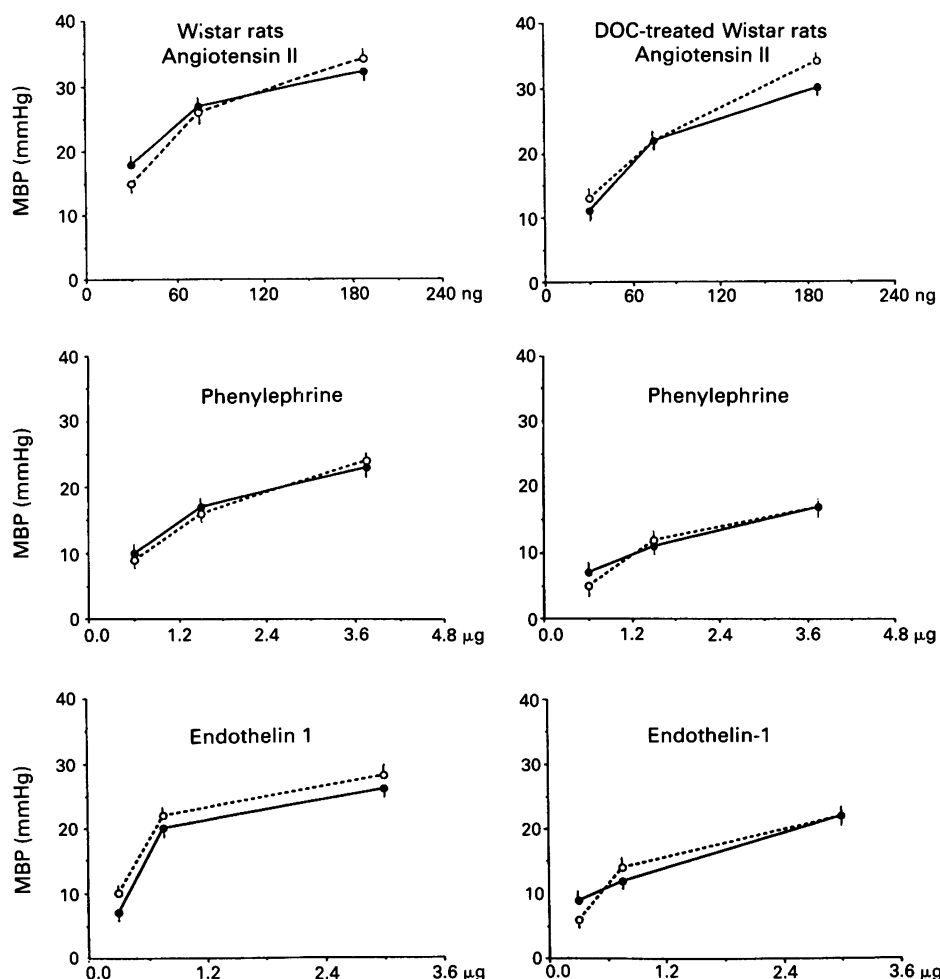 Wistar rats
Angiotensin II
MBP (mmHg)
40
30
20
10
0
0 60 120 180 240 ng
DOC-treated Wistar rats
Angiotensin II
40
30
20
10
0
0 60 120 180 240 ng
Phenylephrine
MBP (mmHg)
40
30
20
10
0
0.0 1.2 2.4 3.6 4.8 µg
Phenylephrine
40
30
20
10
0
0.0 1.2 2.4 3.6 4.8 µg
Endothelin 1
MBP (mmHg)
40
30
20
10
0
0.0 1.2 2.4 3.6 µg
Endothelin-1
40
30
20
10
0
0.0 1.2 2.4 3.6 µg